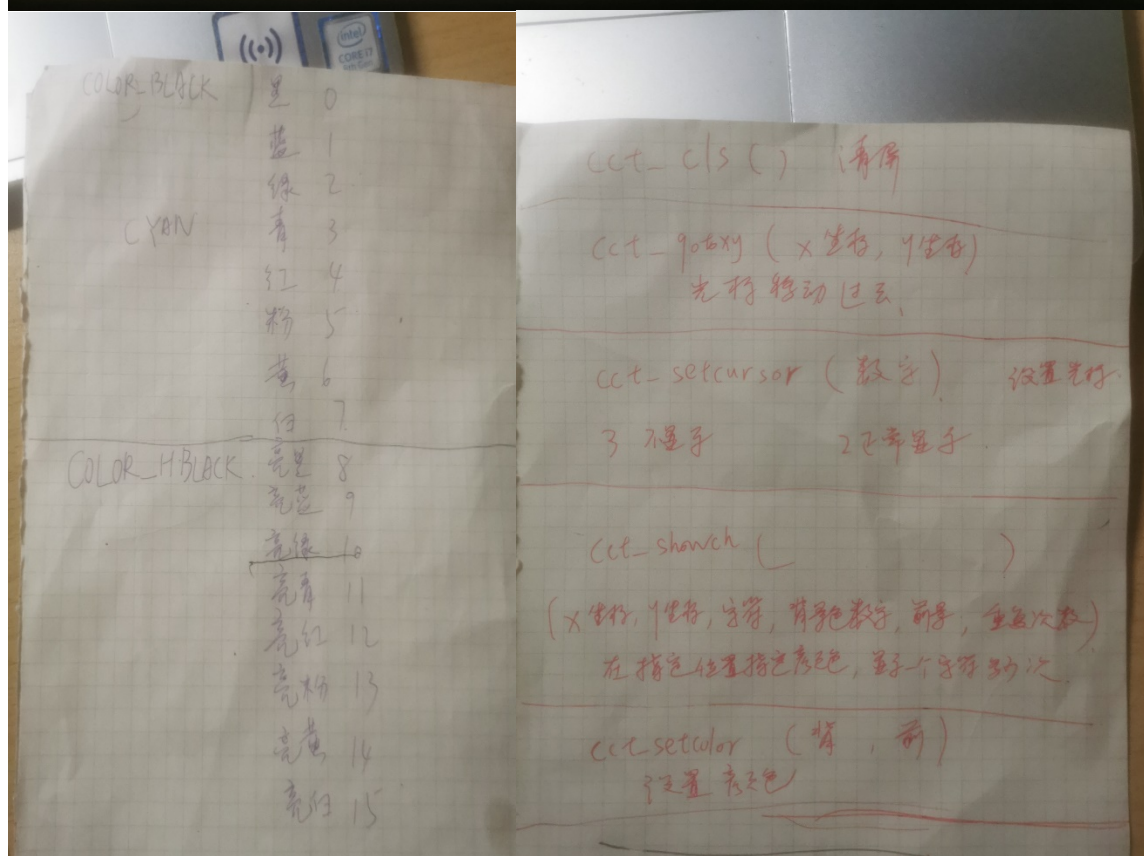 intel
CORE i7
COLOR_BLACK 黑 0
蓝 1
绿 2
CYAN 青 3
红 4
粉 5
黄 6
白 7
COLOR_HBLACK 亮黑 8
亮蓝 9
亮绿 10
亮青 11
亮红 12
亮粉 13
亮黄 14
亮白 15
cct_cls ( ) 清屏
cct_gotoxy ( x坐标, y坐标)
光标移动过去
cct_setcursor (数字) 设置光标
3 不显示 2 正常显示
cct_showch ( )
(x坐标, y坐标, 字符, 背景色数字, 前景, 重复次数)
在指定位置指定颜色, 显示一个字符多少次
cct_setcolor (背, 前)
设置颜色